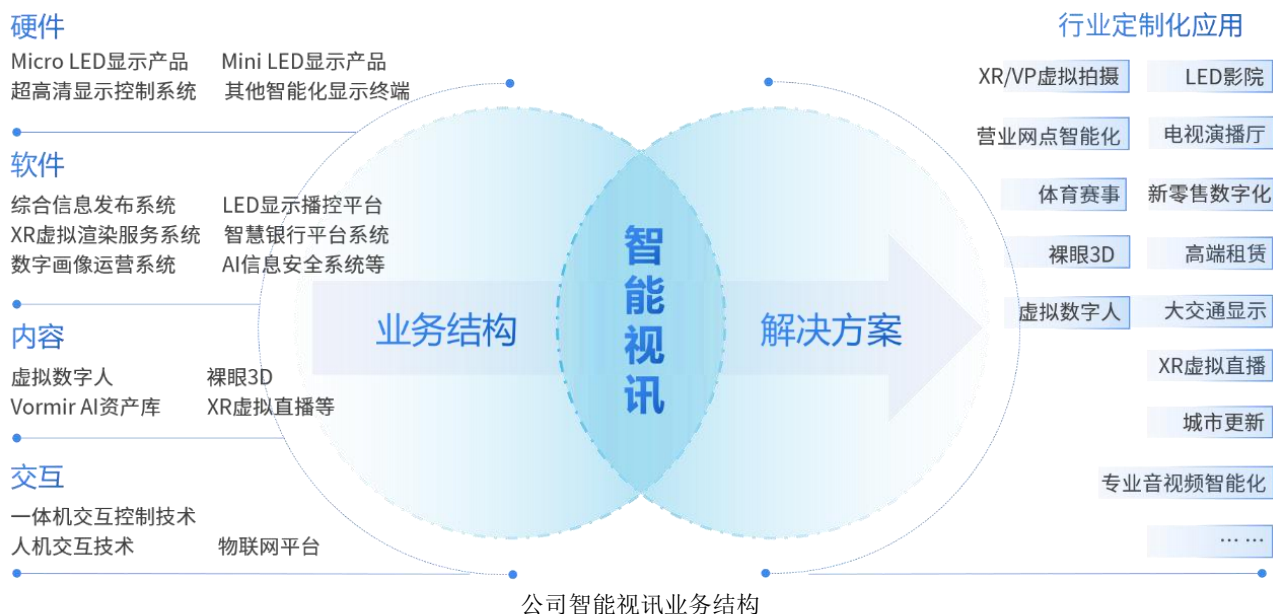 硬件
Micro LED显示产品 Mini LED显示产品
超高清显示控制系统 其他智能化显示终端
软件
综合信息发布系统 LED显示播控平台
XR虚拟渲染服务系统 智慧银行平台系统
数字画像运营系统 AI信息安全系统等
内容
虚拟数字人 裸眼3D
Vormir AI资产库 XR虚拟直播等
交互
一体机交互控制技术
人机交互技术 物联网平台
业务结构
智能视讯
解决方案
行业定制化应用
XR/VP虚拟拍摄 LED影院
营业网点智能化 电视演播厅
体育赛事 新零售数字化
裸眼3D 高端租赁
虚拟数字人 大交通显示
XR虚拟直播
城市更新
专业音视频智能化
… …
公司智能视讯业务结构